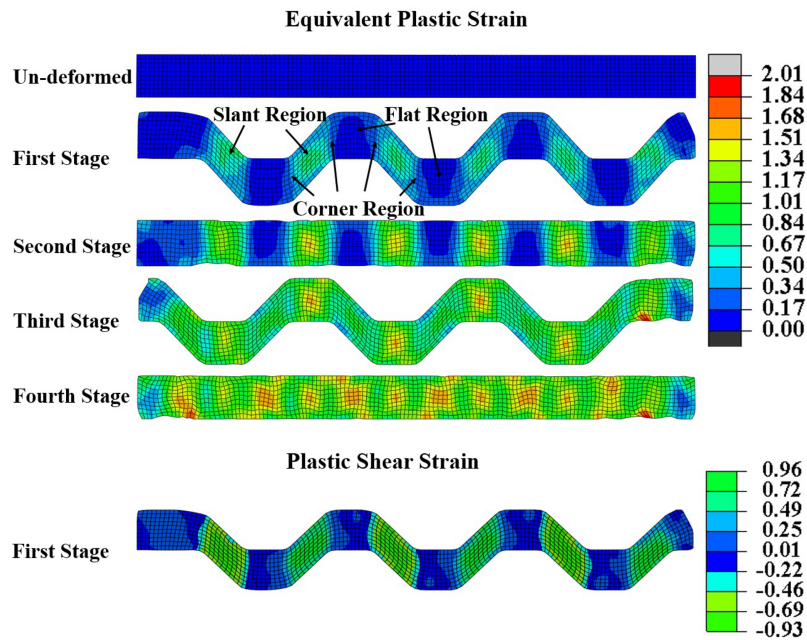 Equivalent Plastic Strain
Un-deformed
Slant Region
Flat Region
First Stage
Corner Region
Second Stage
Third Stage
Fourth Stage
2.01
1.84
1.68
1.51
1.34
1.17
1.01
0.84
0.67
0.50
0.34
0.17
0.00
Plastic Shear Strain
First Stage
0.96
0.72
0.49
0.25
0.01
-0.22
-0.46
-0.69
-0.93